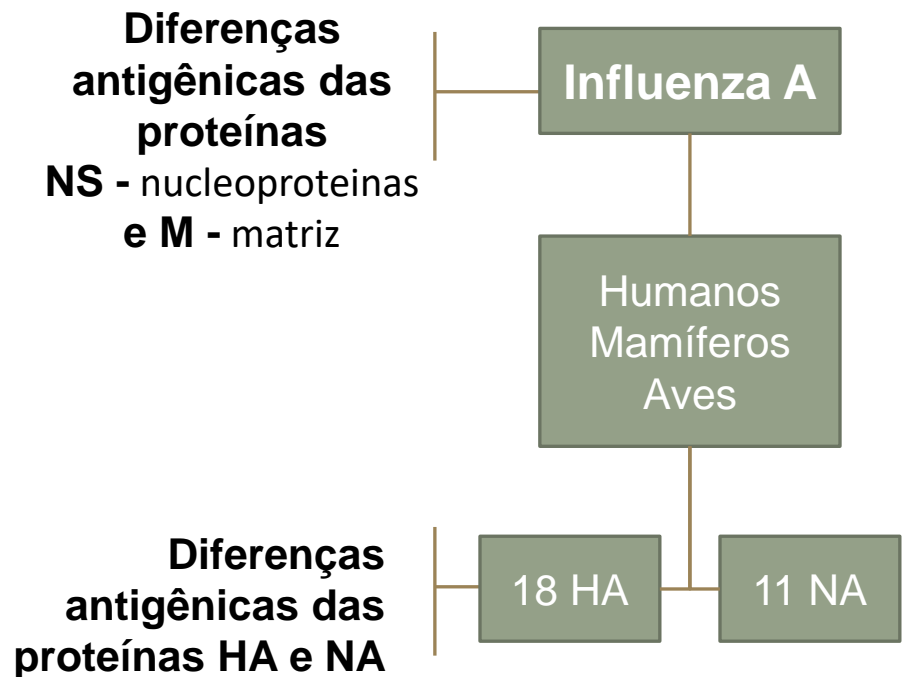 Diferenças
antigênicas das
proteínas
NS - nucleoproteinas
e M - matriz
Influenza A
Humanos
Mamíferos
Aves
Diferenças
antigênicas das
proteínas HA e NA
18 HA
11 NA